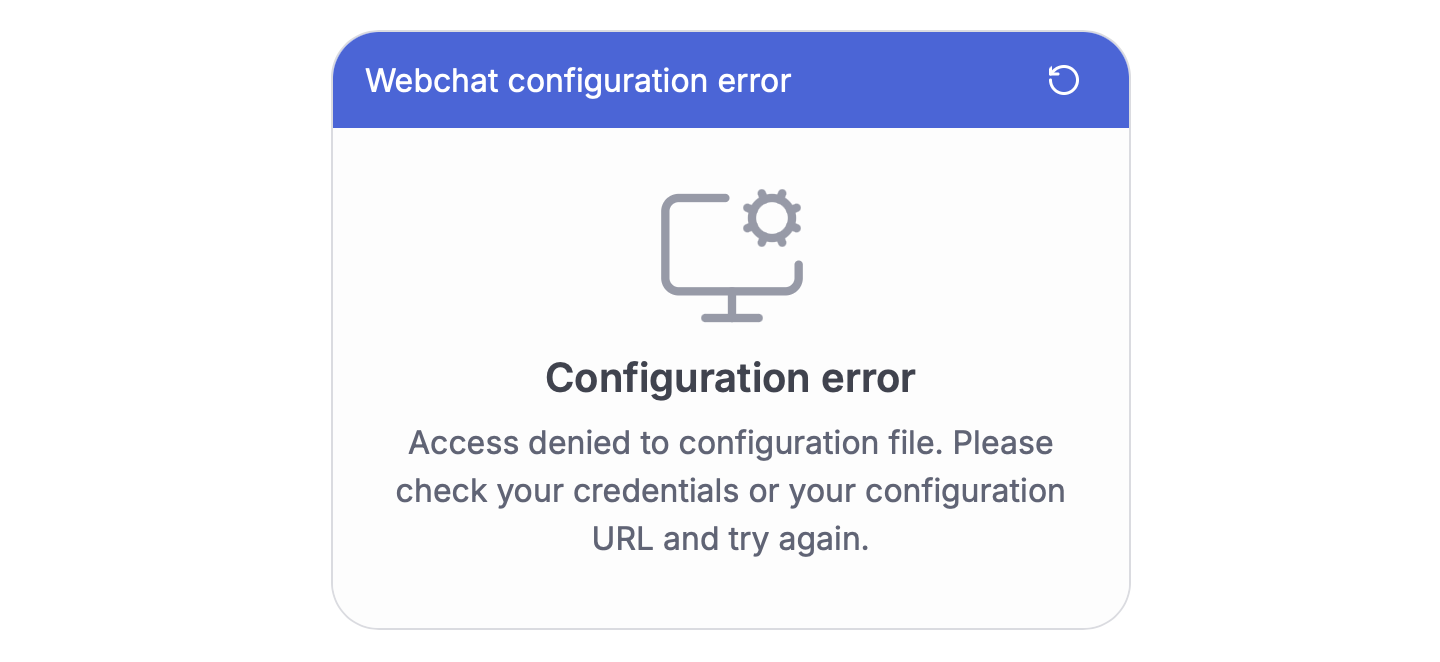 Webchat configuration error
Configuration error
Access denied to configuration file. Please
check your credentials or your configuration
URL and try again.